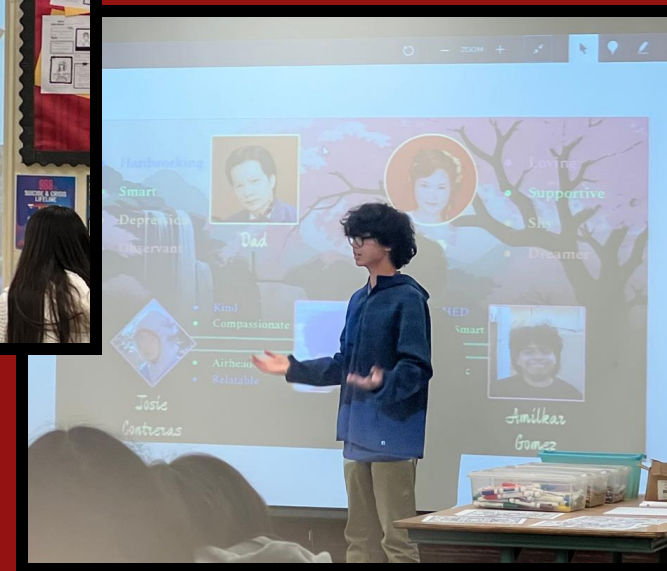 ZOOM
988
SUICIDE & CRISIS
LIFELINE
Hardworking
Smart
Depressed
Observant
Dad
Loving
Supportive
Shy
Dreamer
Kind
Compassionate
Airhead
Relatable
Smart
Josie
Contreras
Amilkar
Gomez